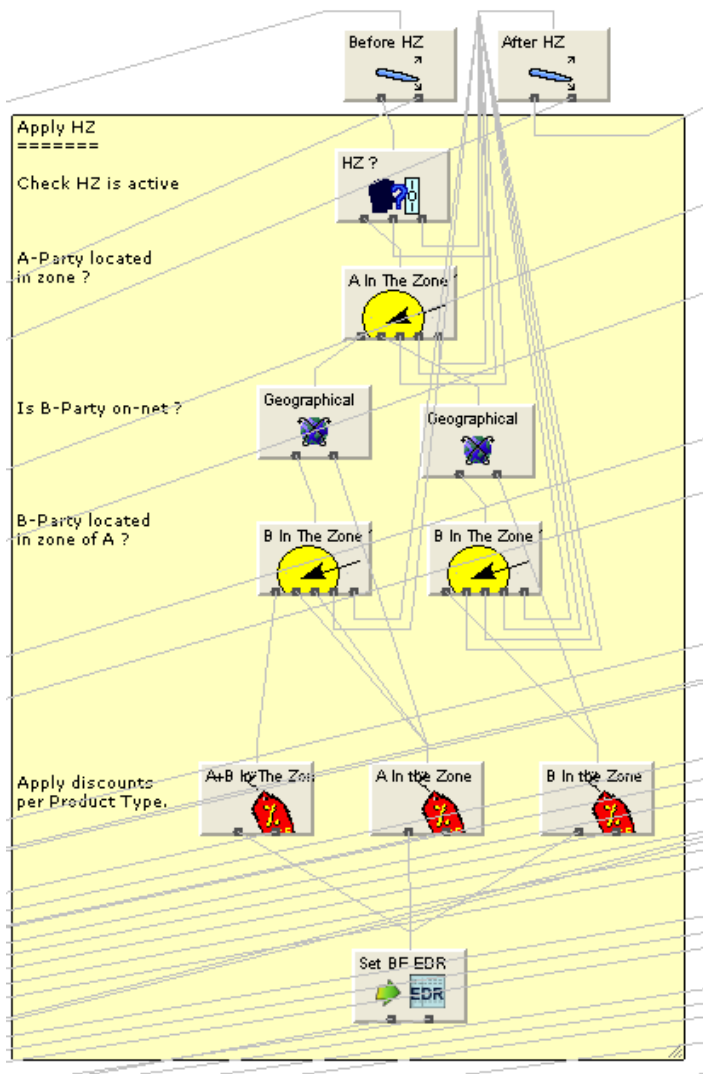 Before HZ
After HZ
Apply HZ
=======
HZ ?
Check HZ is active
A-Party located
in zone ?
A In The Zone
Geographical
Geographical
Is B-Party on-net ?
B-Party located
in zone of A ?
B In The Zone
B In The Zone
A+B In The Zon
A In the Zone
B In the Zone
Apply discounts
per Product Type.
Set BF EDR
EDR